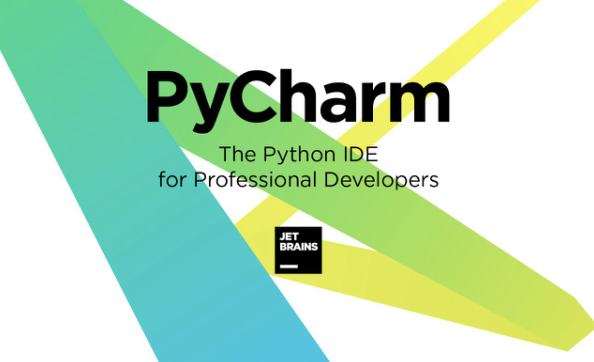 PyCharm
The Python IDE
for Professional Developers
JET
BRAINS